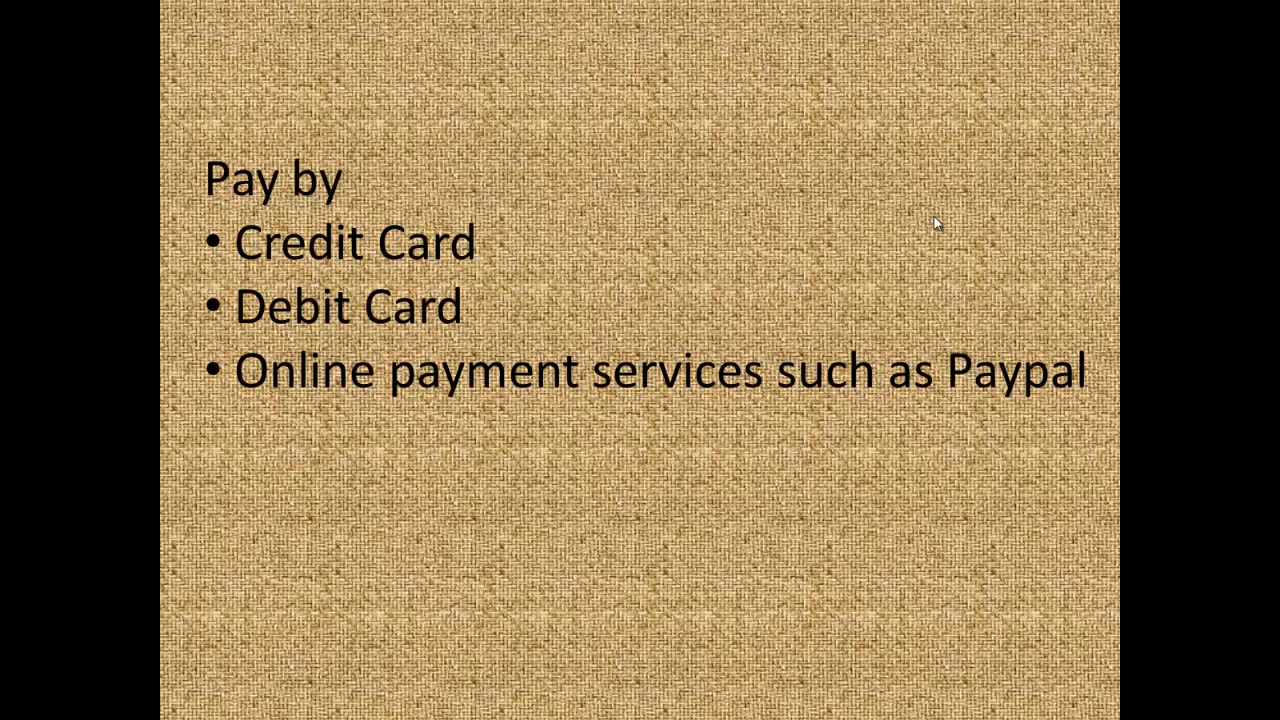 Pay by
• Credit Card
• Debit Card
• Online payment services such as Paypal